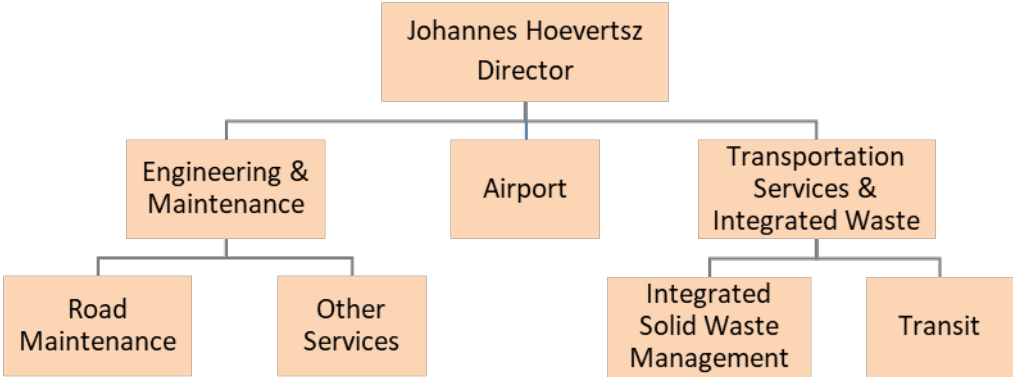 Johannes Hoevertsz
Director
Engineering &
Maintenance
Airport
Transportation
Services &
Integrated Waste
Road
Maintenance
Other
Services
Integrated
Solid Waste
Management
Transit